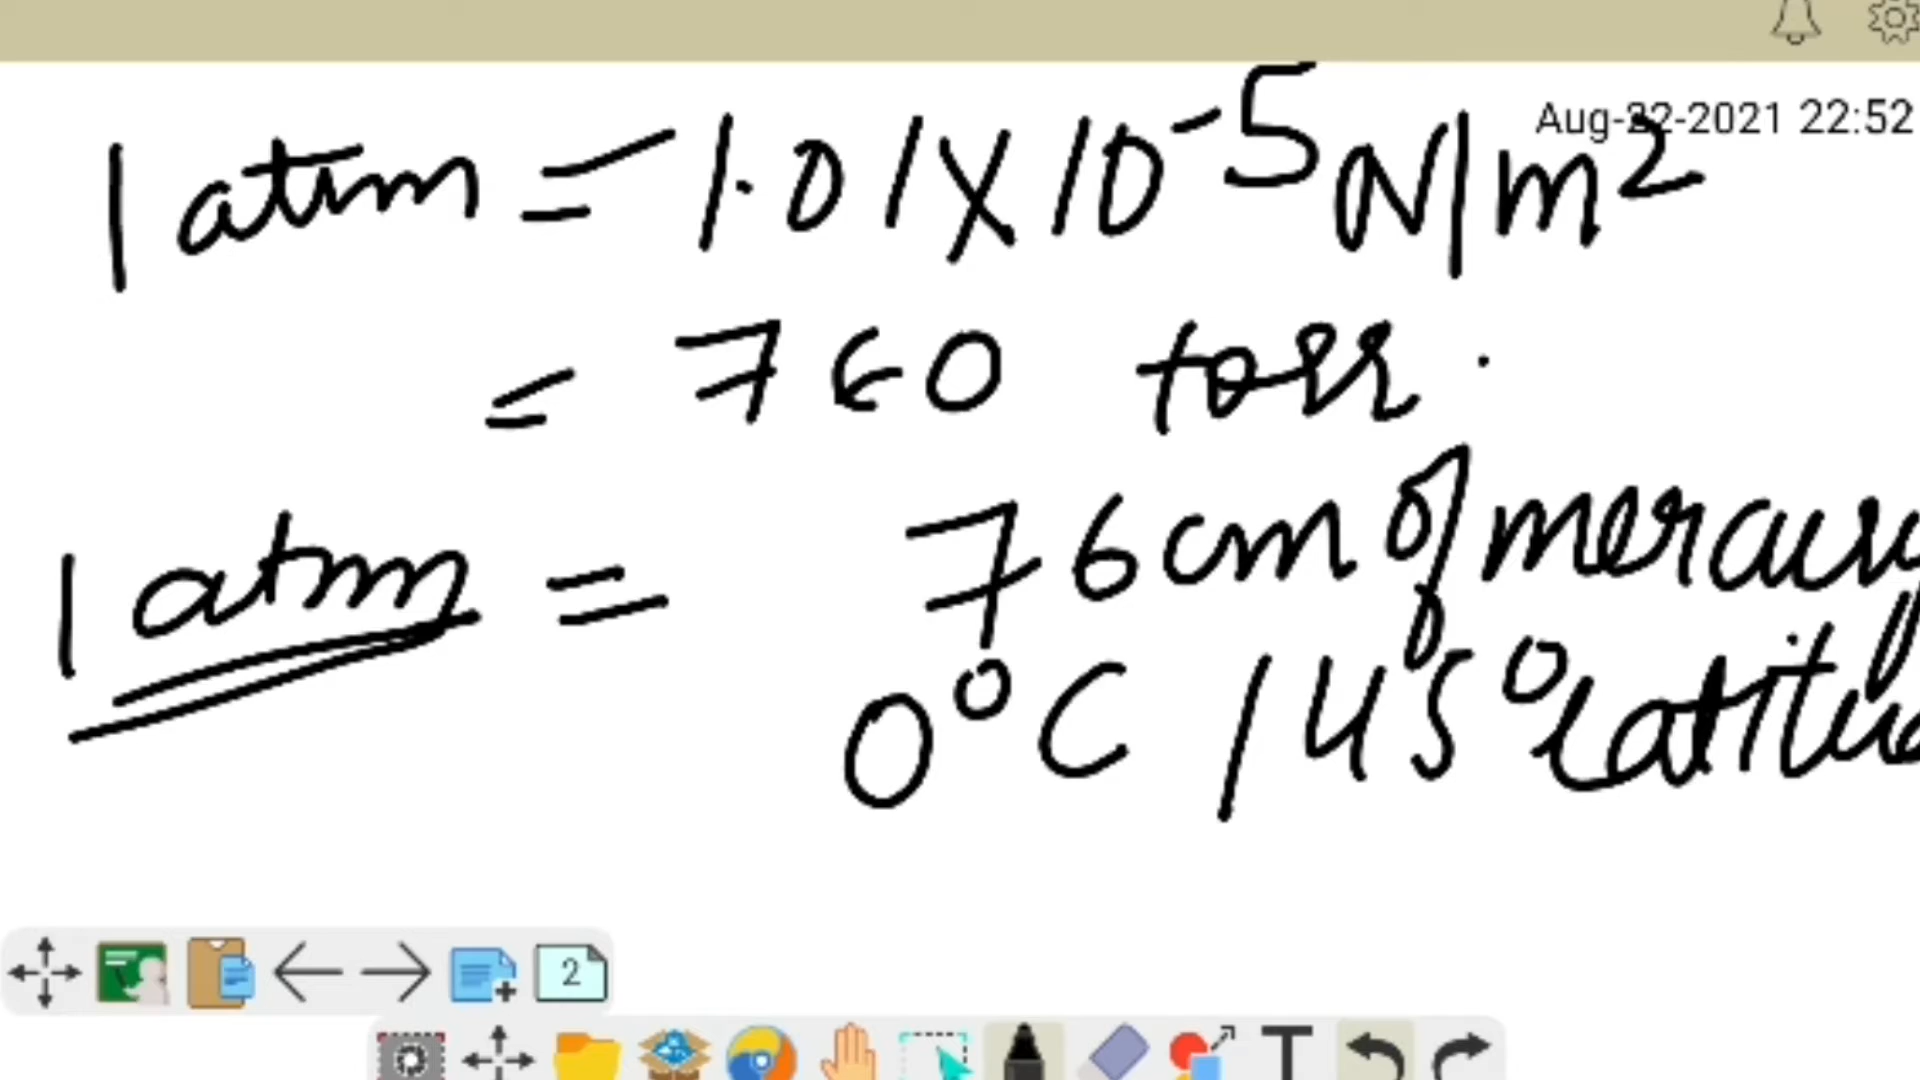 Aug-22-2021 22:52
1 atm = 1.01 X 10⁻⁵ N/m²
= 760 torr.
1 atm = 76 cm of mercury
0°C / 45° latitu
2
T